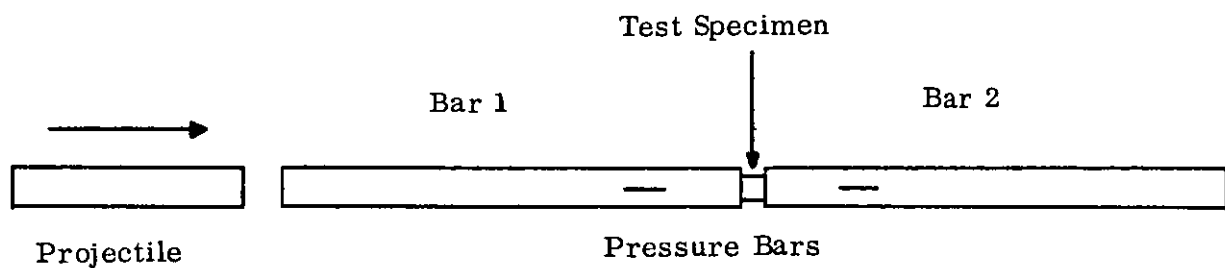 Test Specimen
Bar 1
Bar 2
Projectile
Pressure Bars